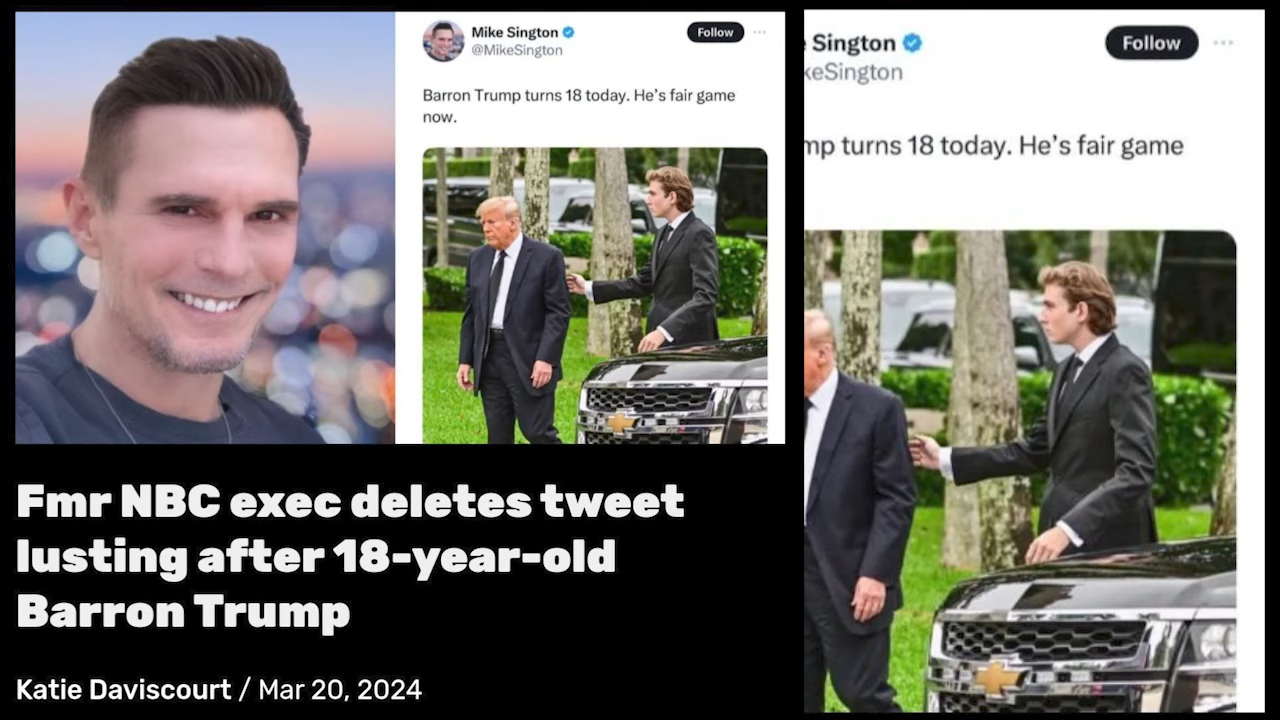 Mike Sington
@MikeSington
Follow
Barron Trump turns 18 today. He's fair game
now.
Fmr NBC exec deletes tweet
lusting after 18-year-old
Barron Trump
Katie Daviscourt / Mar 20, 2024
Sington
Follow
keSington
mp turns 18 today. He's fair game